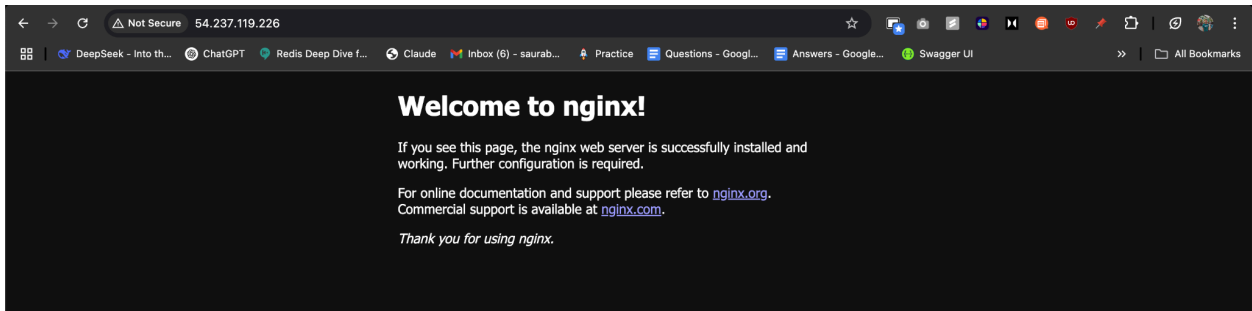 Not Secure 54.237.119.226
DeepSeek - Into th... ChatGPT Redis Deep Dive f... Claude Inbox (6) - saurab... Practice Questions - Googl... Answers - Google... Swagger UI >> All Bookmarks
Welcome to nginx!
If you see this page, the nginx web server is successfully installed and
working. Further configuration is required.
For online documentation and support please refer to nginx.org.
Commercial support is available at nginx.com.
Thank you for using nginx.